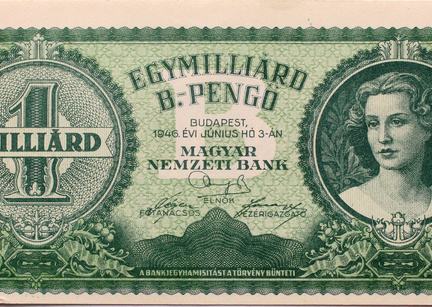 EGYMILLIÁRD
B.-PENGŐ
1
MILLIÁRD
BUDAPEST,
1946. ÉVI JÚNIUS HÓ 3-ÁN
MAGYAR
NEMZETI BANK
ELNÖK
FŐTANÁCSOS VEZÉRIGAZGATÓ
A BANKJEGYHAMISÍTÁST A TÖRVÉNY BÜNTETI